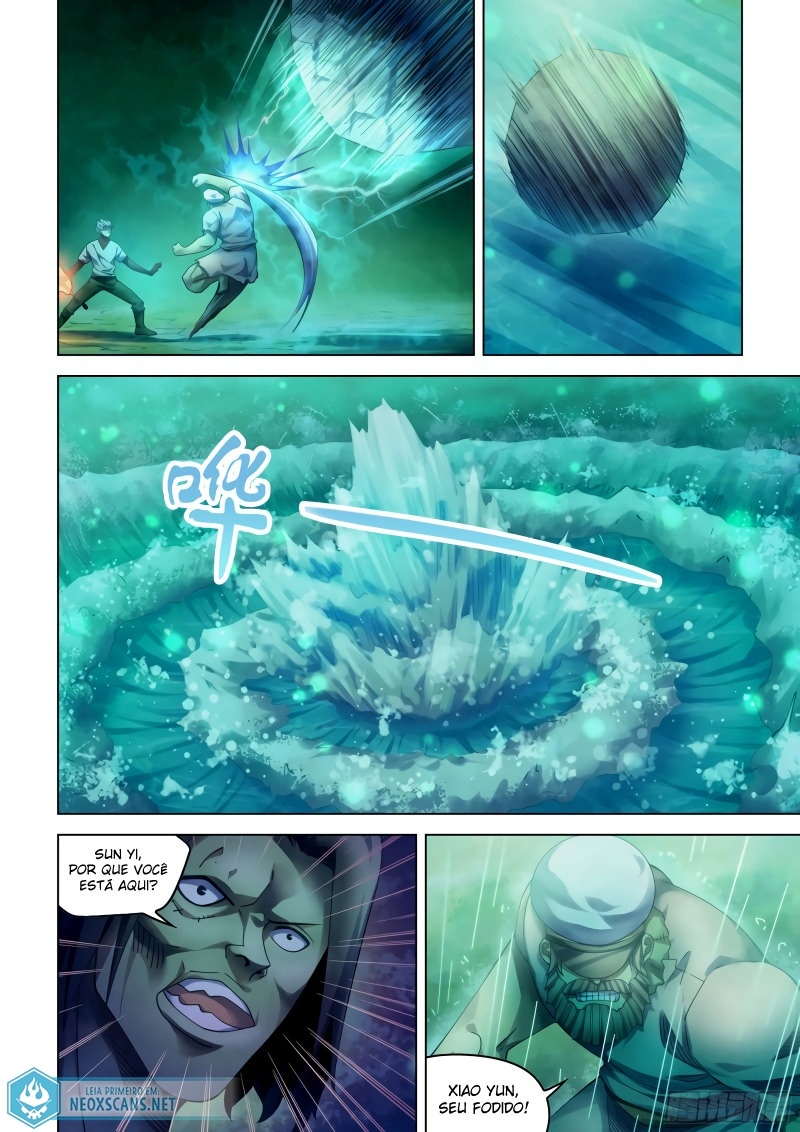 哗
SUN YI,
POR QUE VOCÊ
ESTÁ AQUI?
XIAO YUN,
SEU FODIDO!
LEIA PRIMEIRO EM:
NEOXSCANS.NET